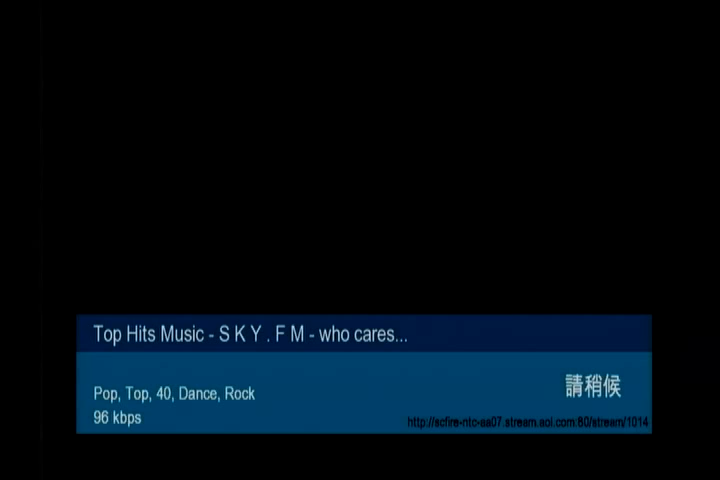 Top Hits Music - S K Y . F M - who cares...
Pop, Top, 40, Dance, Rock
請稍候
96 kbps
http://scfire-ntc-aa07.stream.aol.com:80/stream/1014